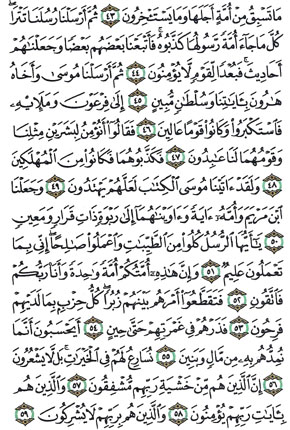 مَا تَسْبِقُ مِنْ أُمَّةٍ أَجَلَهَا وَمَا يَسْتَـْٔخِرُونَ ٤٣ ثُمَّ أَرْسَلْنَا رُسُلَنَا تَتْرَا
كُلَّ مَا جَآءَ أُمَّةً رَّسُولُهَا كَذَّبُوهُ فَأَتْبَعْنَا بَعْضَهُم بَعْضًا وَجَعَلْنَٰهُمْ
أَحَادِيثَ فَبُعْدًا لِّقَوْمٍ لَّا يُؤْمِنُونَ ٤٤ ثُمَّ أَرْسَلْنَا مُوسَىٰ وَأَخَاهُ
هَٰرُونَ بِـَٔايَٰتِنَا وَسُلْطَٰنٍ مُّبِينٍ ٤٥ إِلَىٰ فِرْعَوْنَ وَمَلَإِي۟هِ
فَٱسْتَكْبَرُوا۟ وَكَانُوا۟ قَوْمًا عَالِينَ ٤٦ فَقَالُوٓا۟ أَنُؤْمِنُ لِبَشَرَيْنِ مِثْلِنَا
وَقَوْمُهُمَا لَنَا عَٰبِدُونَ ٤٧ فَكَذَّبُوهُمَا فَكَانُوا۟ مِنَ ٱلْمُهْلَكِينَ
٤٨ وَلَقَدْ ءَاتَيْنَا مُوسَى ٱلْكِتَٰبَ لَعَلَّهُمْ يَهْتَدُونَ ٤٩ وَجَعَلْنَا
ٱبْنَ مَرْيَمَ وَأُمَّهُۥٓ ءَايَةً وَءَاوَيْنَٰهُمَآ إِلَىٰ رَبْوَةٍ ذَاتِ قَرَارٍ وَمَعِينٍ
٥٠ يَٰٓأَيُّهَا ٱلرُّسُلُ كُلُوا۟ مِنَ ٱلطَّيِّبَٰتِ وَٱعْمَلُوا۟ صَٰلِحًا إِنِّى بِمَا
تَعْمَلُونَ عَلِيمٌ ٥١ وَإِنَّ هَٰذِهِۦٓ أُمَّتُكُمْ أُمَّةً وَٰحِدَةً وَأَنَا۠ رَبُّكُمْ
فَٱتَّقُونِ ٥٢ فَتَقَطَّعُوٓا۟ أَمْرَهُم بَيْنَهُمْ زُبُرًا كُلُّ حِزْبٍۭ بِمَا لَدَيْهِمْ
فَرِحُونَ ٥٣ فَذَرْهُمْ فِى غَمْرَتِهِمْ حَتَّىٰ حِينٍ ٥٤ أَيَحْسَبُونَ أَنَّمَا
نُمِدُّهُم بِهِۦ مِن مَّالٍ وَبَنِينَ ٥٥ نُسَارِعُ لَهُمْ فِى ٱلْخَيْرَٰتِ بَل لَّا يَشْعُرُونَ
٥٦ إِنَّ ٱلَّذِينَ هُم مِّنْ خَشْيَةِ رَبِّهِم مُّشْفِقُونَ ٥٧ وَٱلَّذِينَ هُم
بِـَٔايَٰتِ رَبِّهِمْ يُؤْمِنُونَ ٥٨ وَٱلَّذِينَ هُم بِرَبِّهِمْ لَا يُشْرِكُونَ ٥٩